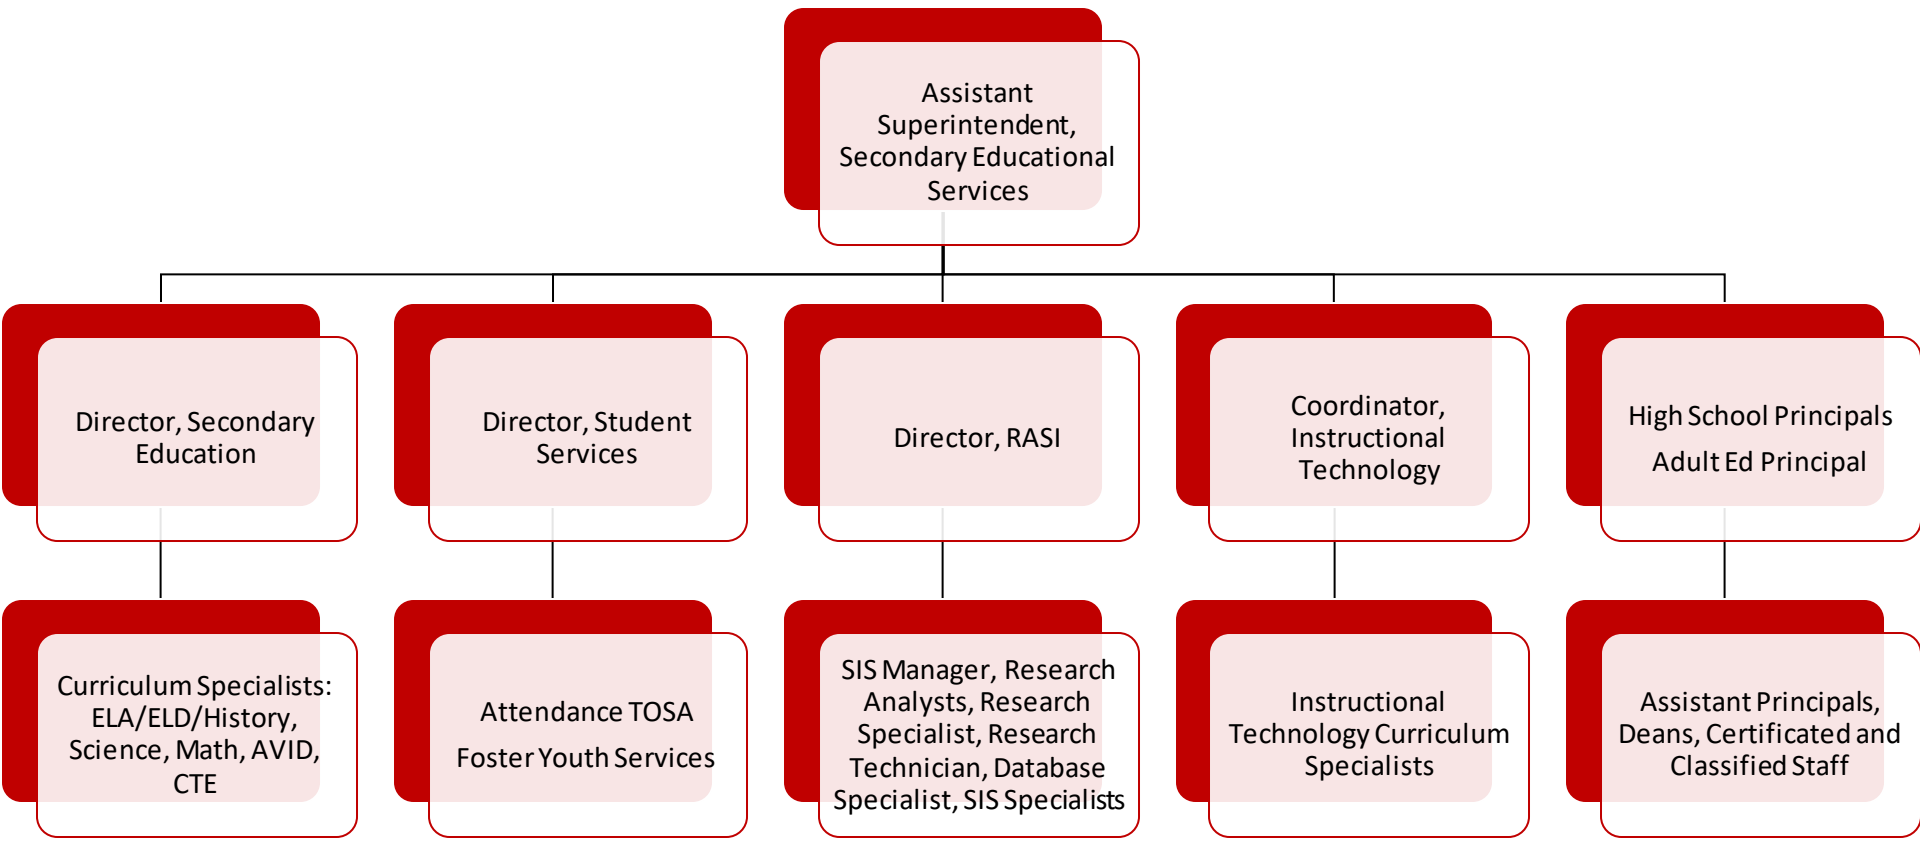 Assistant
Superintendent,
Secondary Educational
Services
Director, Secondary
Education
Director, Student
Services
Director, RASI
Coordinator,
Instructional
Technology
High School Principals
Adult Ed Principal
Curriculum Specialists:
ELA/ELD/History,
Science, Math, AVID,
CTE
Attendance TOSA
Foster Youth Services
SIS Manager, Research
Analysts, Research
Specialist, Research
Technician, Database
Specialist, SIS Specialists
Instructional
Technology Curriculum
Specialists
Assistant Principals,
Deans, Certificated and
Classified Staff